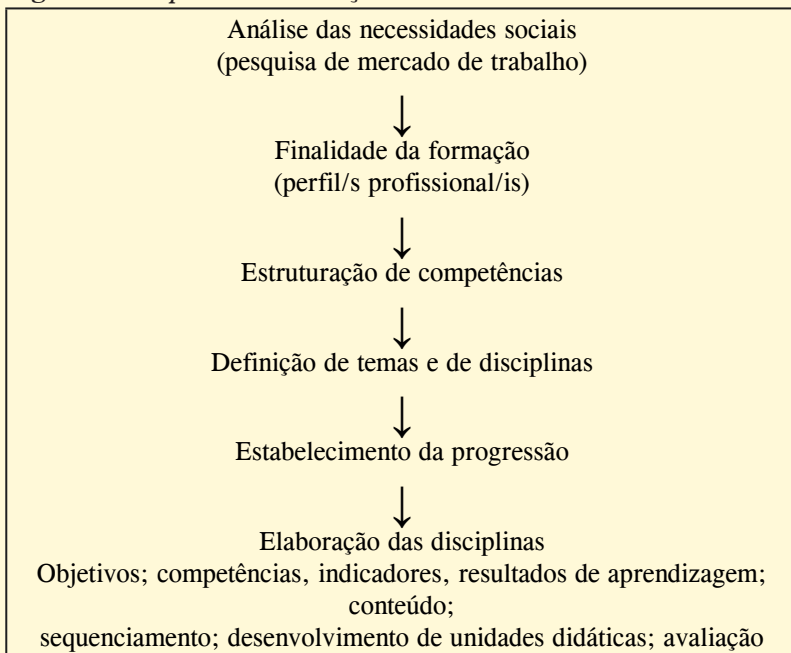 Análise das necessidades sociais
(pesquisa de mercado de trabalho)
Finalidade da formação
(perfil/s profissional/is)
Estruturação de competências
Definição de temas e de disciplinas
Estabelecimento da progressão
Elaboração das disciplinas
Objetivos; competências, indicadores, resultados de aprendizagem;
conteúdo;
sequenciamento; desenvolvimento de unidades didáticas; avaliação